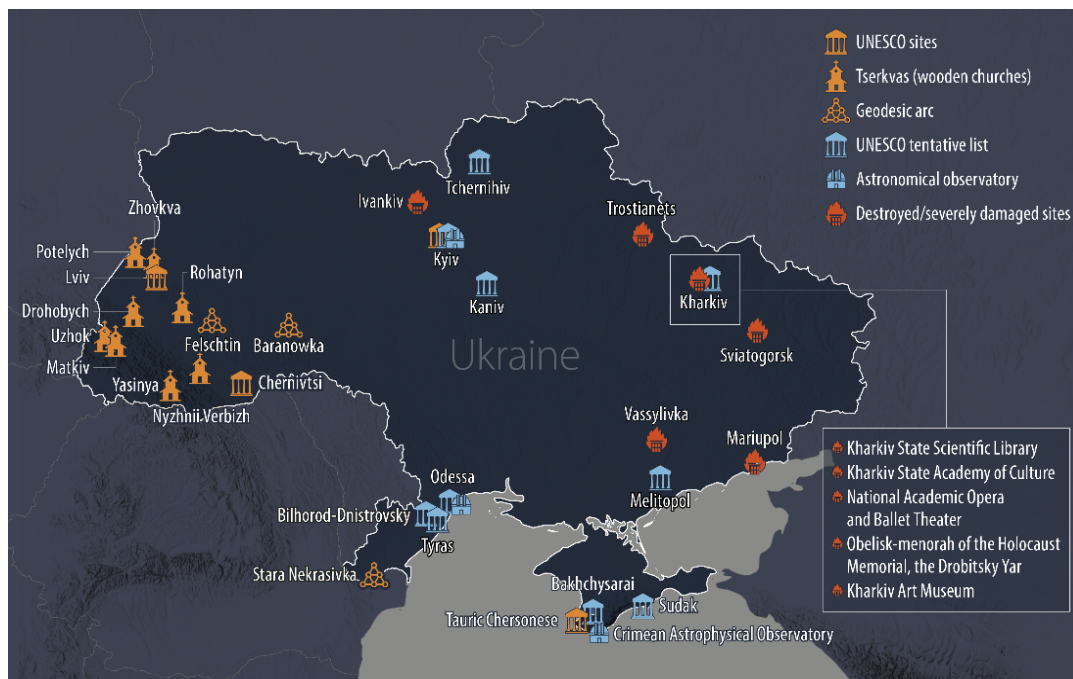 UNESCO sites
Tserkvas (wooden churches)
Geodesic arc
UNESCO tentative list
Astronomical observatory
Destroyed/severely damaged sites
Tchernihiv
Ivankiv
Trostianets
Zhovkva
Potelych
Lviv
Rohatyn
Kyiv
Kaniv
Kharkiv
Drohobych
Uzhok
Felschtin
Baranowka
Sviatogorsk
Ukraine
Matkiv
Yasinya
Chernivtsi
Nyzhnii Verbizh
Vassylivka
Mariupol
Kharkiv State Scientific Library
Kharkiv State Academy of Culture
National Academic Opera
and Ballet Theater
Obelisk-menorah of the Holocaust
Memorial, the Drobitsky Yar
Kharkiv Art Museum
Odessa
Melitopol
Bilhorod-Dnistrovsky
Tyras
Stara Nekrasivka
Bakhchysarai
Sudak
Tauric Chersonese
Crimean Astrophysical Observatory